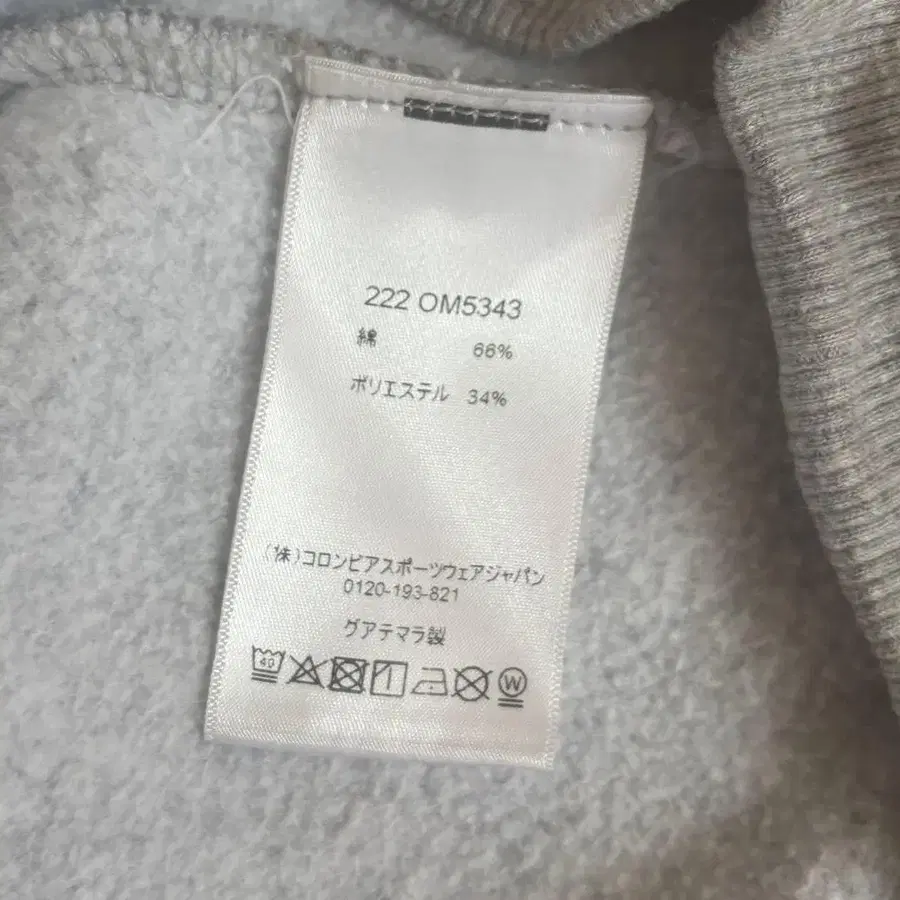 222 OM5343
綿 66%
ポリエステル 34%
(株)コロンビアスポーツウェアジャパン
0120-193-821
グアテマラ製
40
W